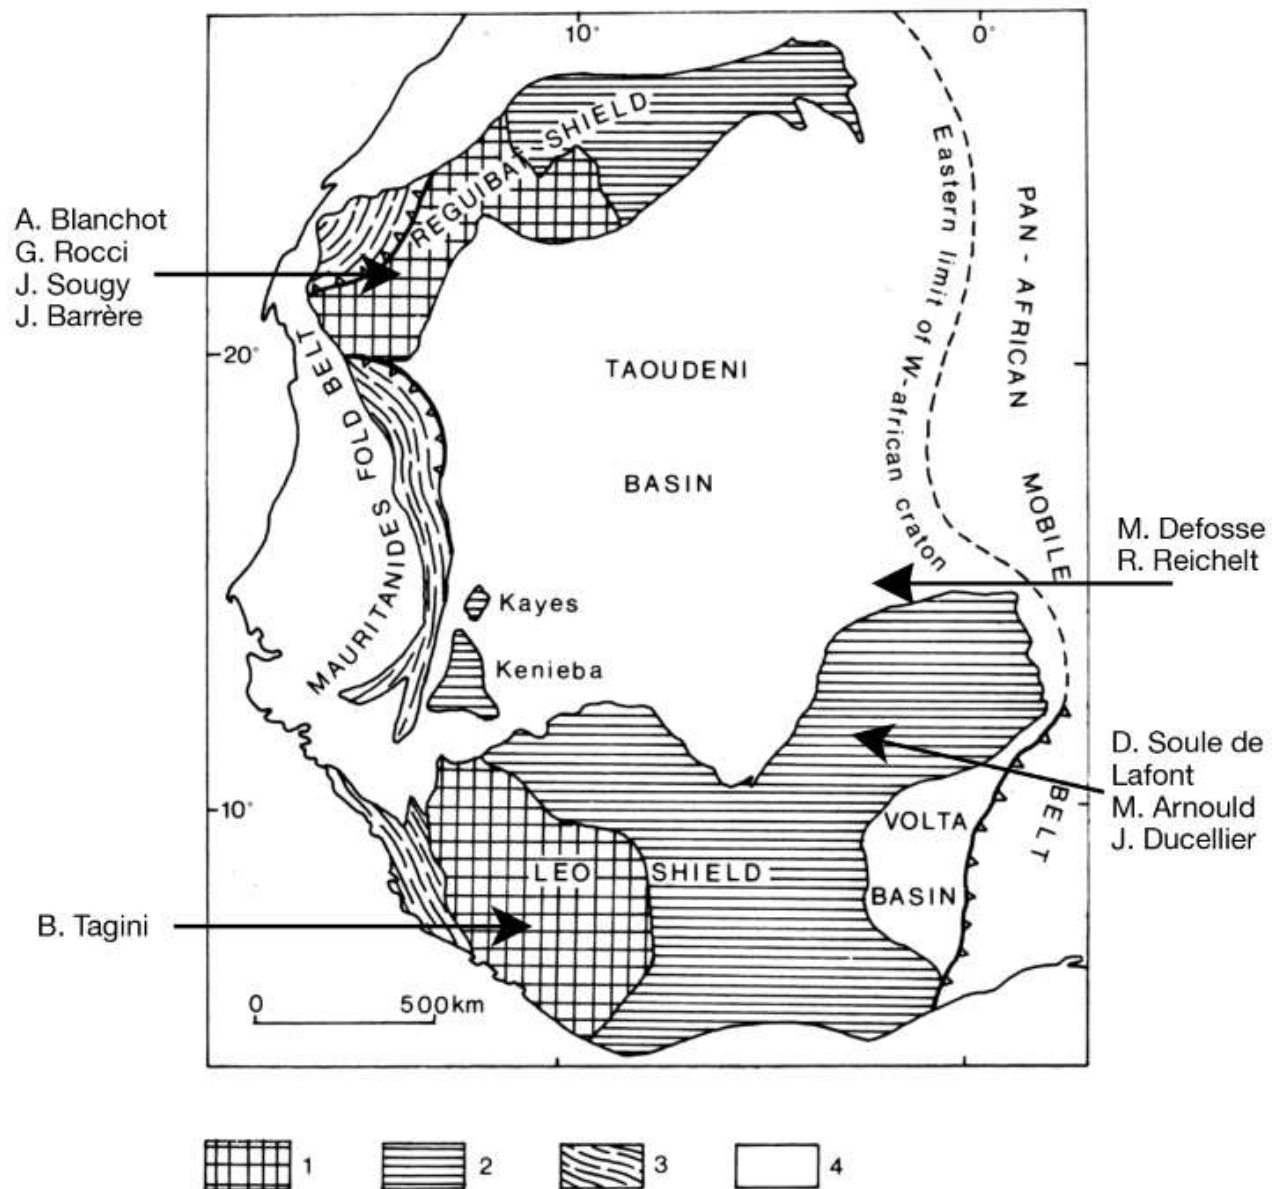 10°
0°
REGUIBAT SHIELD
A. Blanchot
G. Rocci
J. Sougy
J. Barrère
Eastern limit of W-african craton
PAN-AFRICAN MOBILE BELT
20°
TAOUDENI
BASIN
MAURITANIDES FOLD BELT
M. Defosse
R. Reichelt
Kayes
Kenieba
D. Soule de
Lafont
M. Arnould
J. Ducellier
10°
VOLTA
BASIN
LEO SHIELD
B. Tagini
0 500km
1 2 3 4